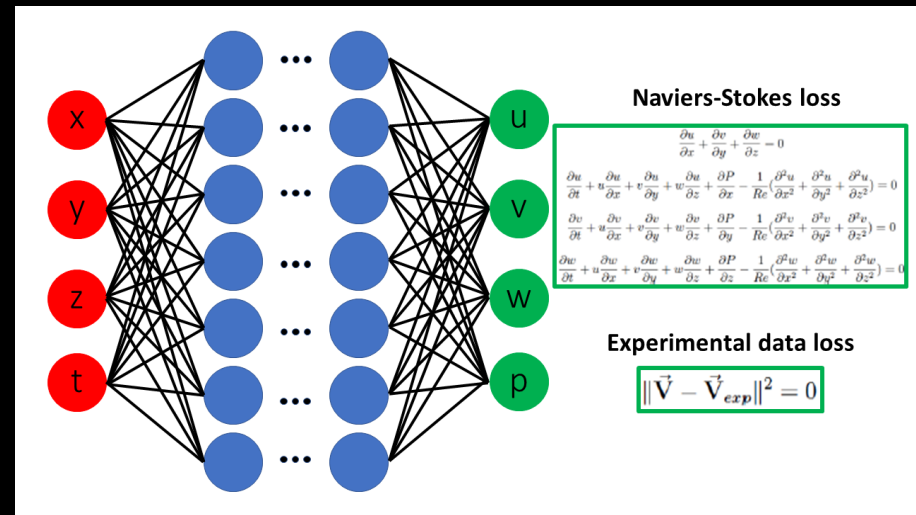 x
y
z
t
...
...
...
...
...
...
...
u
v
w
p
Naviers-Stokes loss
∂u/∂x + ∂v/∂y + ∂w/∂z = 0
∂u/∂t + u∂u/∂x + v∂u/∂y + w∂u/∂z + ∂P/∂x − 1/Re(∂²u/∂x² + ∂²u/∂y² + ∂²u/∂z²) = 0
∂v/∂t + u∂v/∂x + v∂v/∂y + w∂v/∂z + ∂P/∂y − 1/Re(∂²v/∂x² + ∂²v/∂y² + ∂²v/∂z²) = 0
∂w/∂t + u∂w/∂x + v∂w/∂y + w∂w/∂z + ∂P/∂z − 1/Re(∂²w/∂x² + ∂²w/∂y² + ∂²w/∂z²) = 0
Experimental data loss
‖V⃗ − V⃗exp‖² = 0